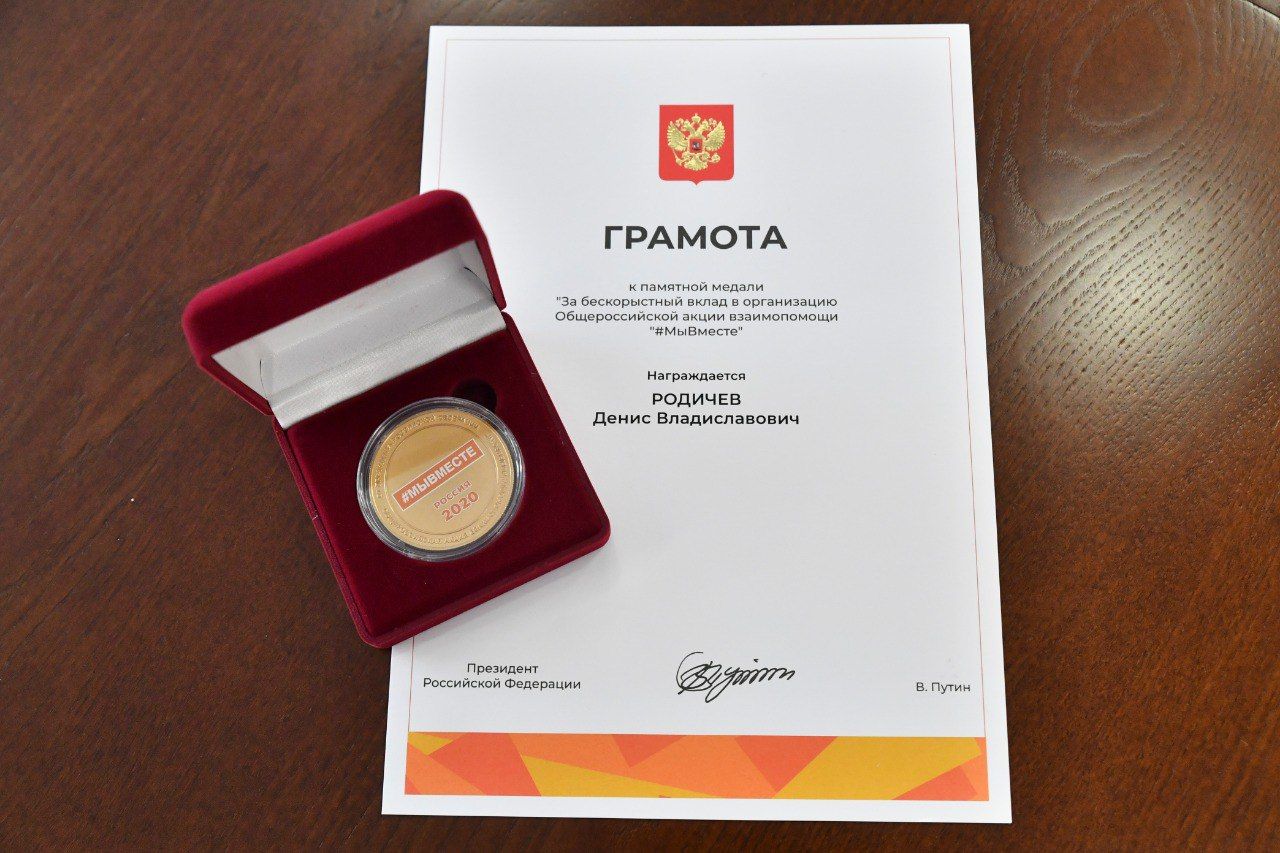 ГРАМОТА
к памятной медали
"За бескорыстный вклад в организацию
Общероссийской акции взаимопомощи
"#МыВместе"
Награждается
РОДИЧЕВ
Денис Владиславович
#МЫВМЕСТЕ
РОССИЯ
2020
Президент
Российской Федерации
В. Путин